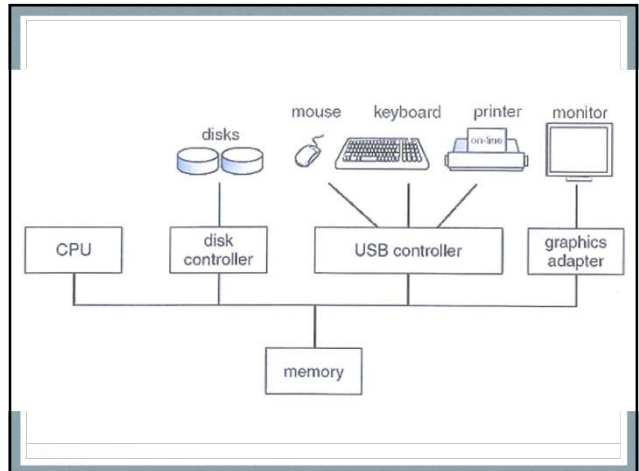 mouse keyboard printer monitor
disks
on-line
CPU
disk
controller
USB controller
graphics
adapter
memory